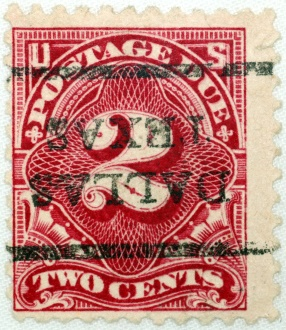 U S
POSTAGE DUE
2
TWO CENTS
DALLAS
TEXAS